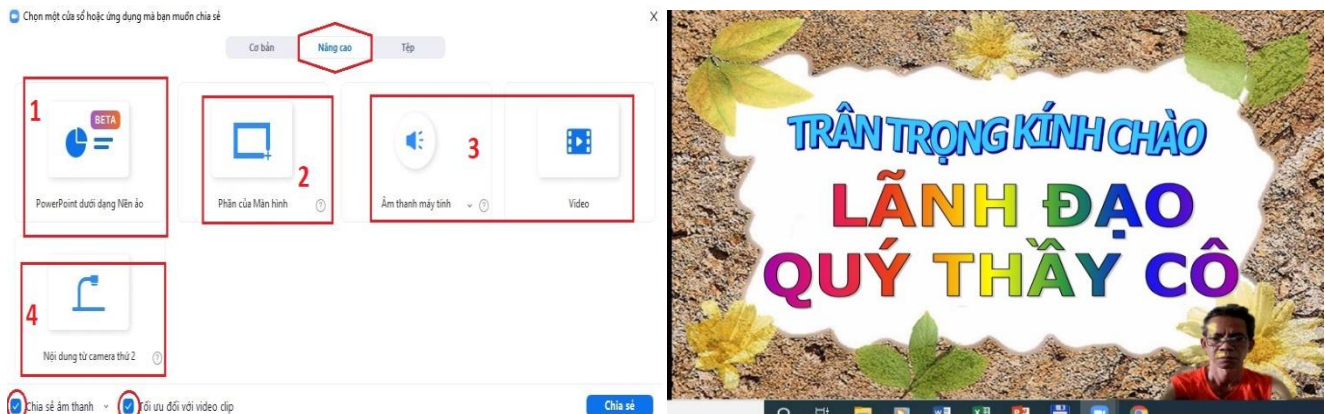 Chọn một cửa sổ hoặc ứng dụng mà bạn muốn chia sẻ
X
Cơ bản
Nâng cao
Tệp
1
BETA
PowerPoint dưới dạng Nền ảo
2
Phần của Màn hình
?
3
Âm thanh máy tính
?
Video
4
Nội dung từ camera thứ 2
?
Chia sẻ âm thanh
Tối ưu đối với video clip
Chia sẻ
TRÂN TRỌNG KÍNH CHÀO
LÃNH ĐẠO
QUÝ THẦY CÔ